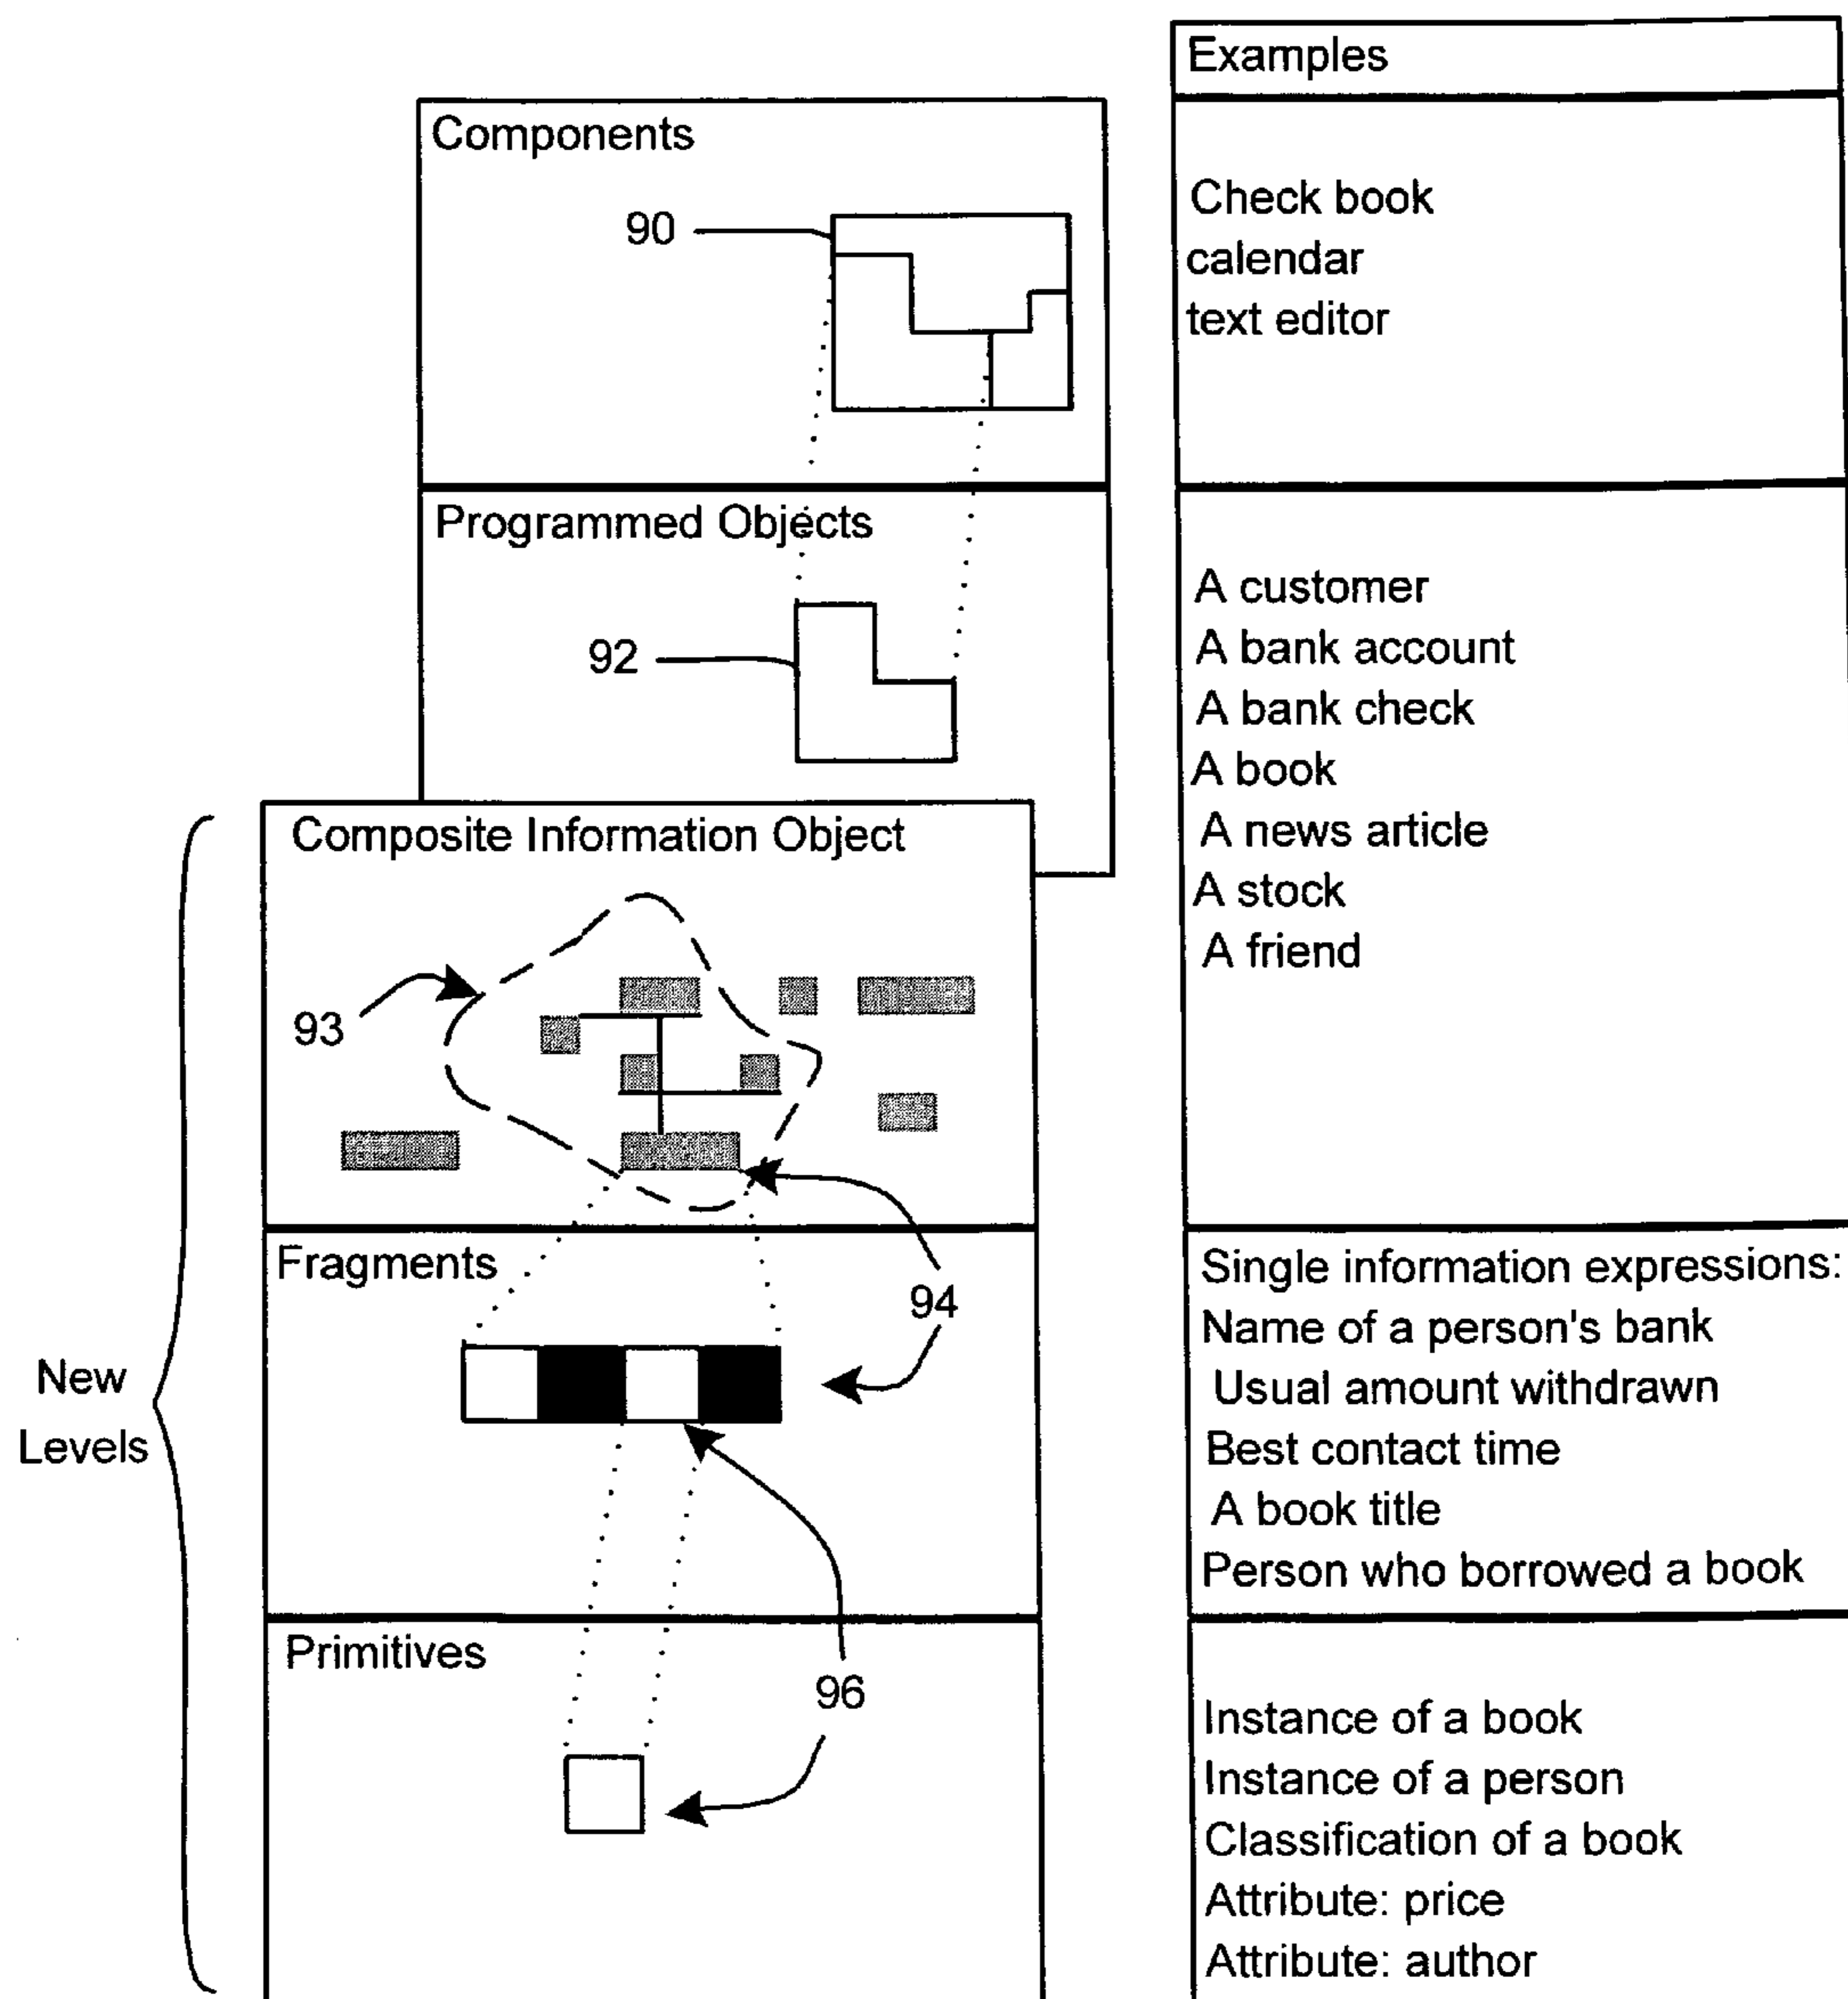 Examples
Components
90
Check book
calendar
text editor
Programmed Objects
92
A customer
A bank account
A bank check
A book
A news article
A stock
A friend
Composite Information Object
93
94
Fragments
Single information expressions:
Name of a person's bank
Usual amount withdrawn
Best contact time
A book title
Person who borrowed a book
New
Levels
Primitives
96
Instance of a book
Instance of a person
Classification of a book
Attribute: price
Attribute: author